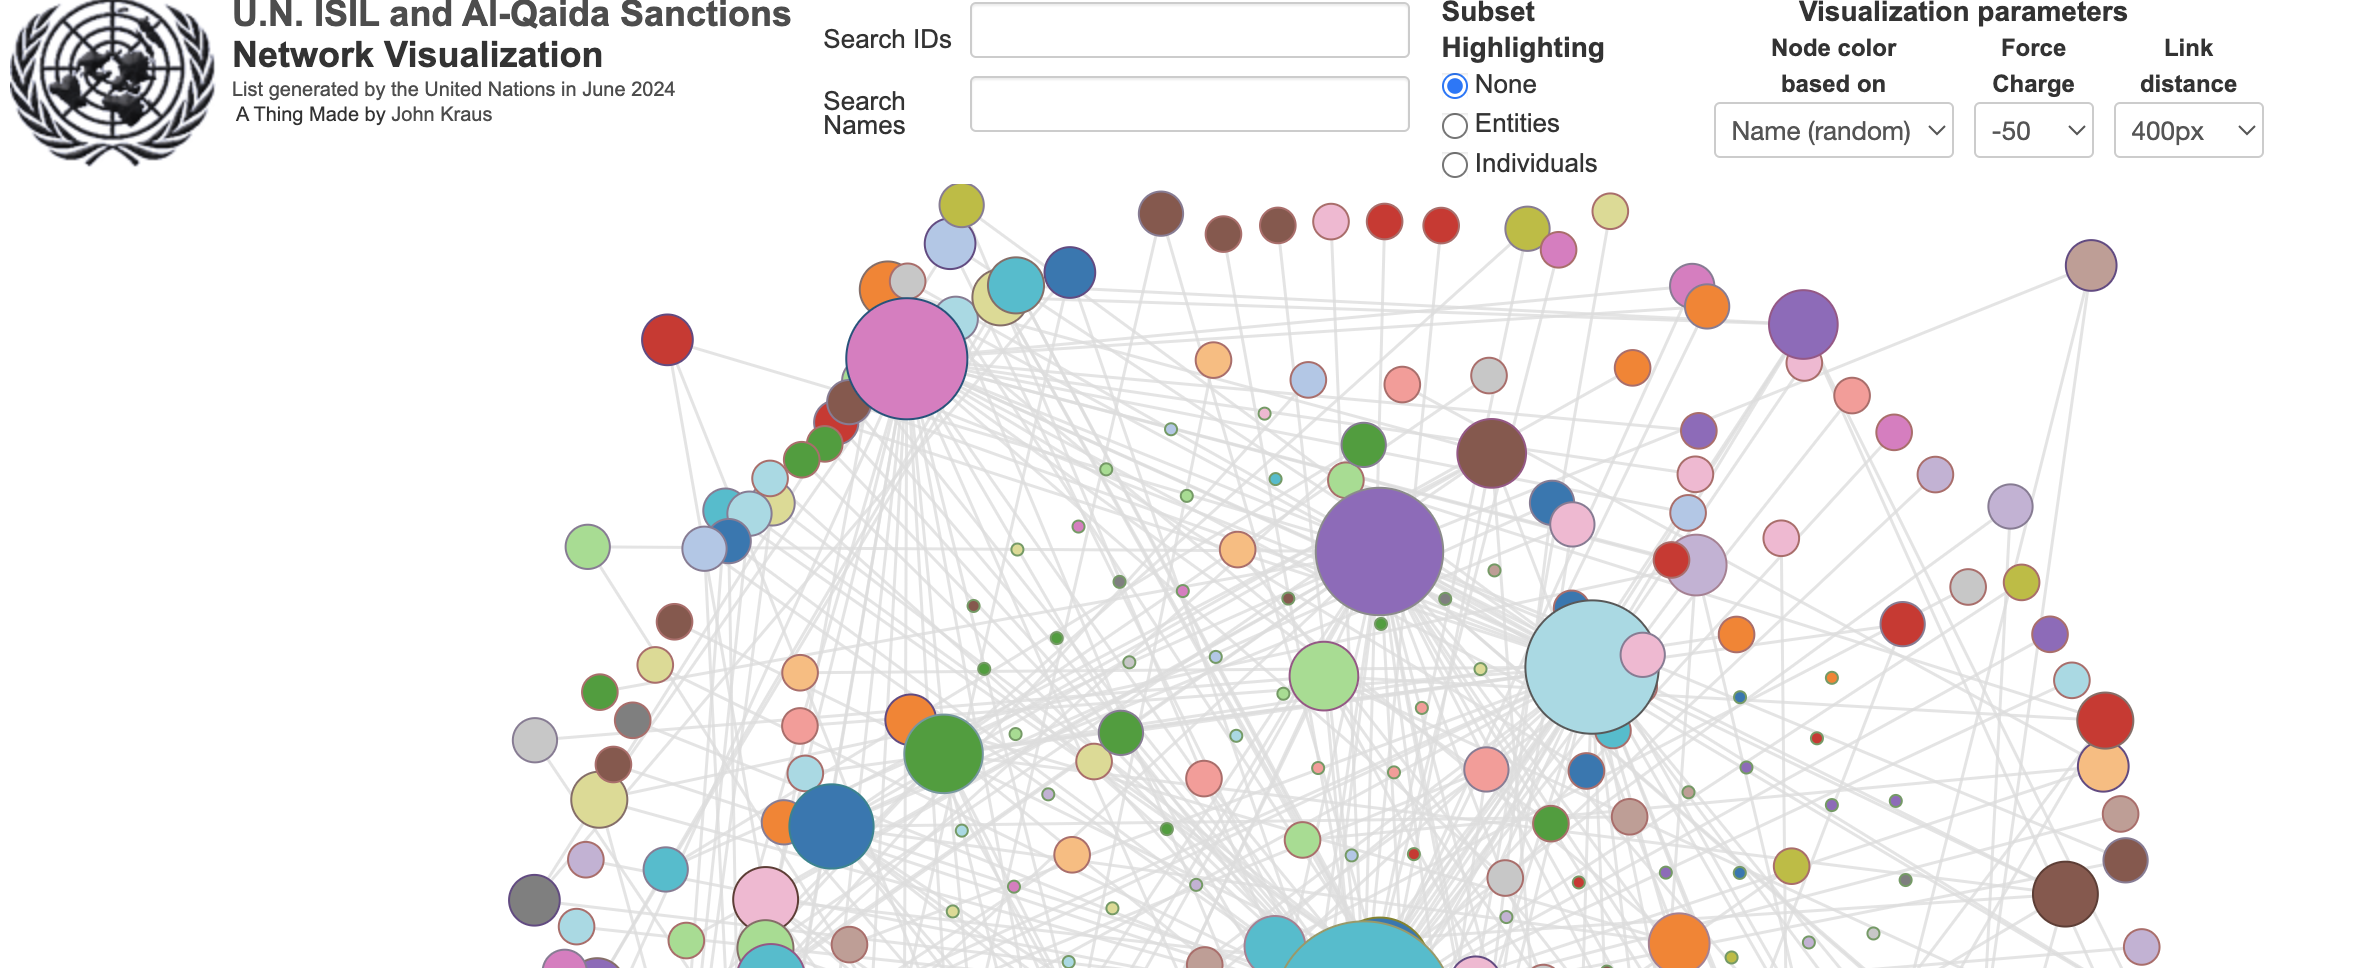 U.N. ISIL and Al-Qaida Sanctions
Network Visualization
List generated by the United Nations in June 2024
A Thing Made by John Kraus
Search IDs
Search
Names
Subset
Highlighting
None
Entities
Individuals
Visualization parameters
Node color
based on
Name (random)
Force
Charge
-50
Link
distance
400px